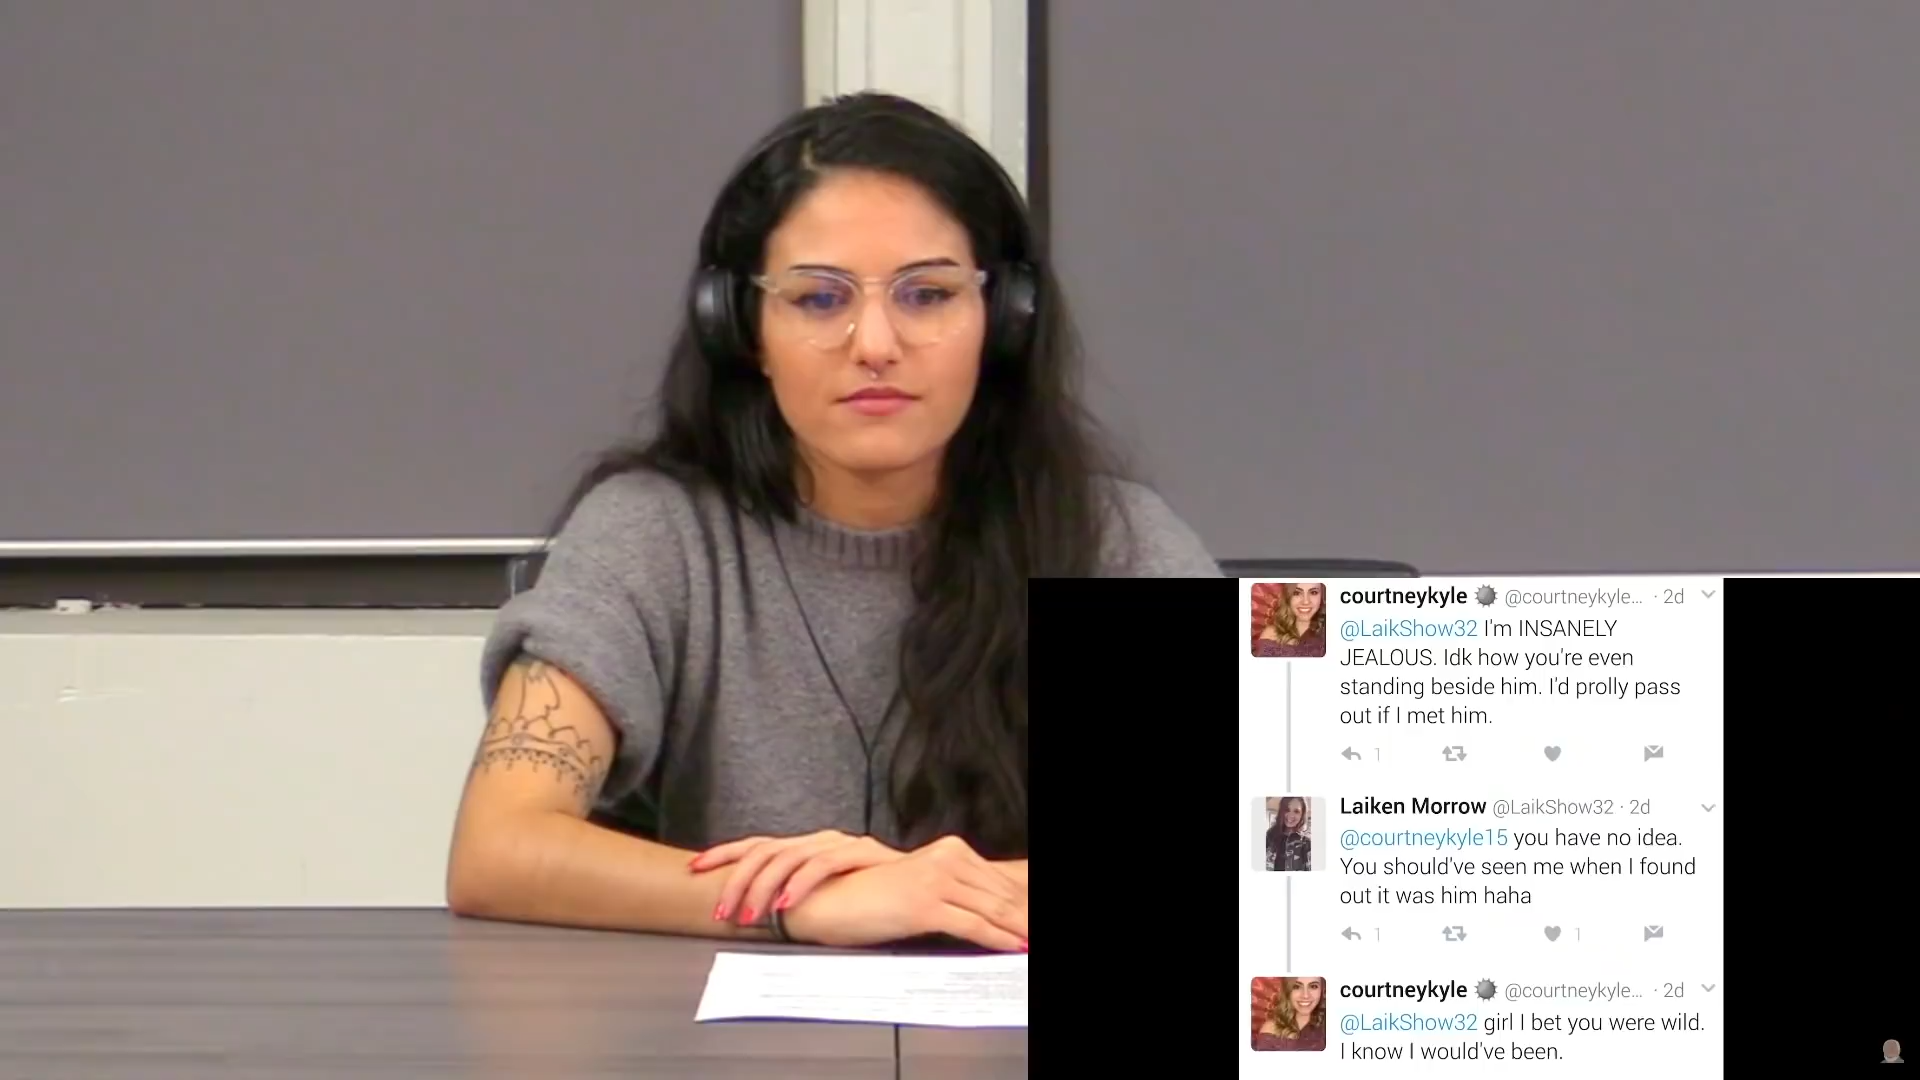 courtneykyle @courtneykyle... · 2d
@LaikShow32 I'm INSANELY
JEALOUS. Idk how you're even
standing beside him. I'd prolly pass
out if I met him.
1
Laiken Morrow @LaikShow32 · 2d
@courtneykyle15 you have no idea.
You should've seen me when I found
out it was him haha
1 1
courtneykyle @courtneykyle... · 2d
@LaikShow32 girl I bet you were wild.
I know I would've been.